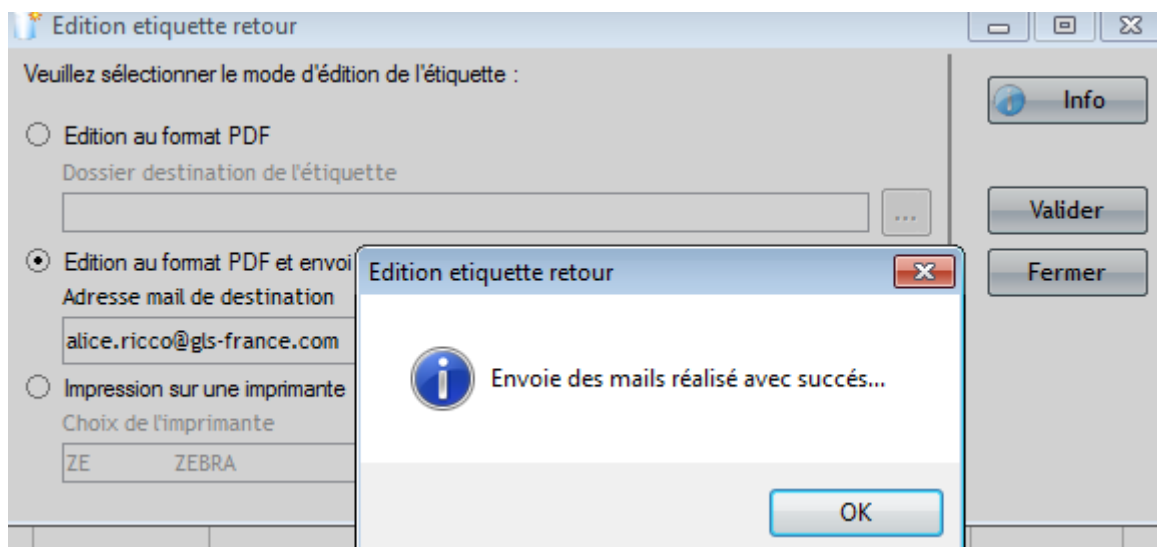 Edition etiquette retour
Veuillez sélectionner le mode d'édition de l'étiquette :
Info
Edition au format PDF
Dossier destination de l'étiquette
...
Valider
Edition au format PDF et envoi
Fermer
Adresse mail de destination
alice.ricco@gls-france.com
Impression sur une imprimante
Choix de l'imprimante
ZE ZEBRA
Edition etiquette retour
Envoie des mails réalisé avec succés...
OK